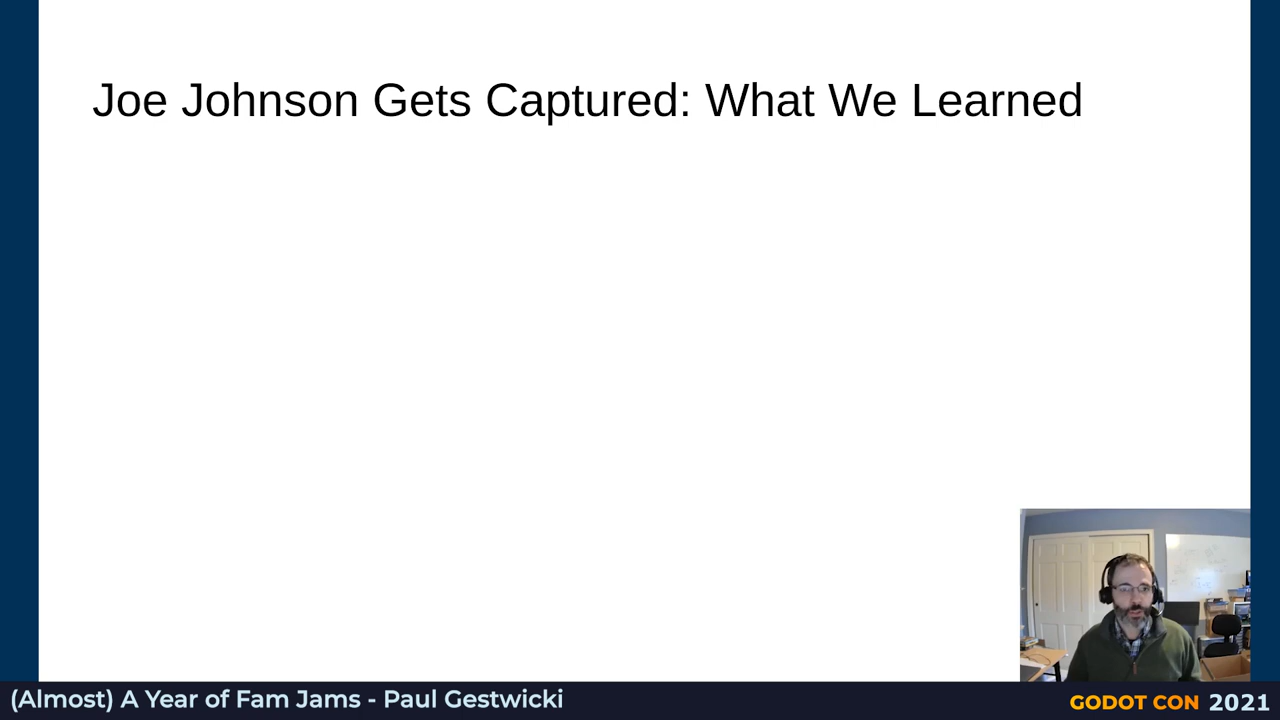 Joe Johnson Gets Captured: What We Learned
(Almost) A Year of Fam Jams - Paul Gestwicki
GODOT CON 2021